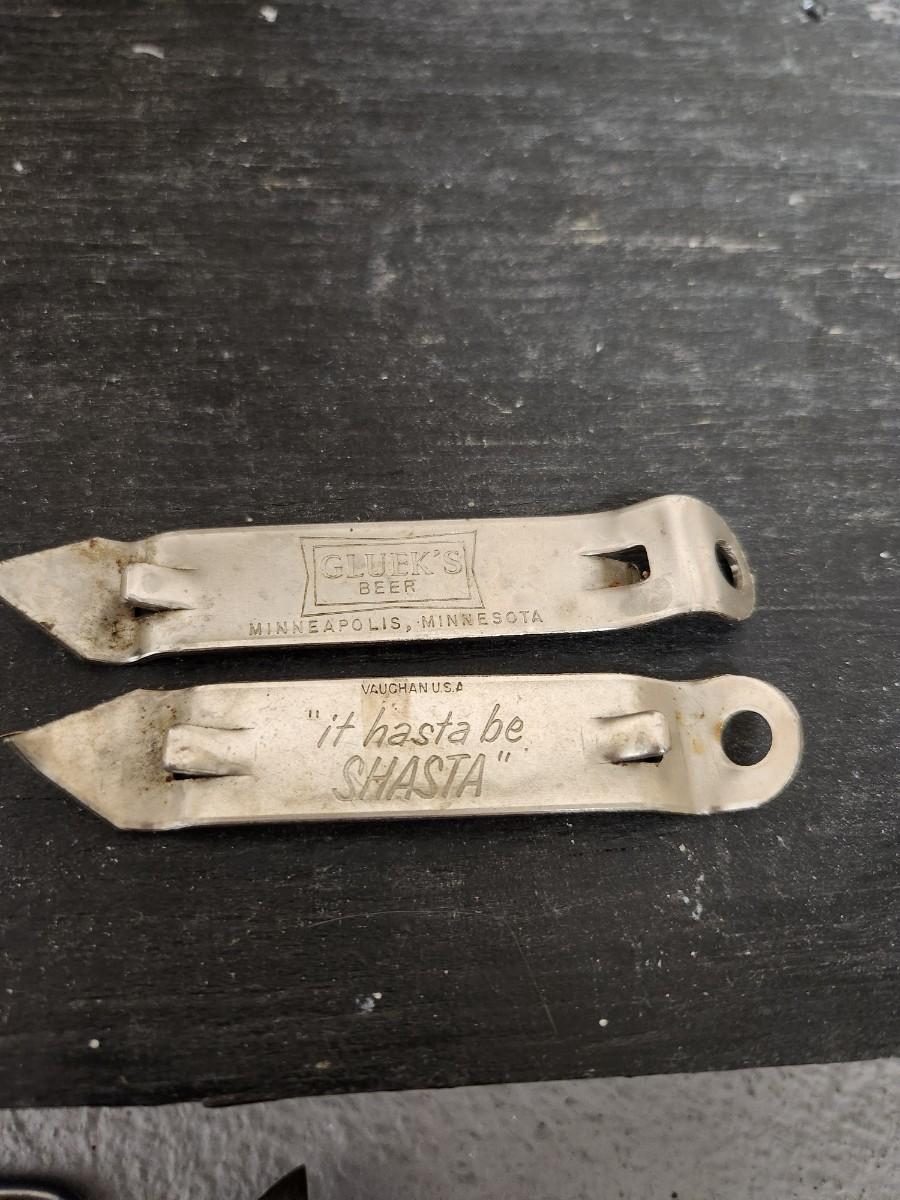 GLUEK'S
BEER
MINNEAPOLIS, MINNESOTA
VAUGHAN U.S.A
"it hasta be
SHASTA"